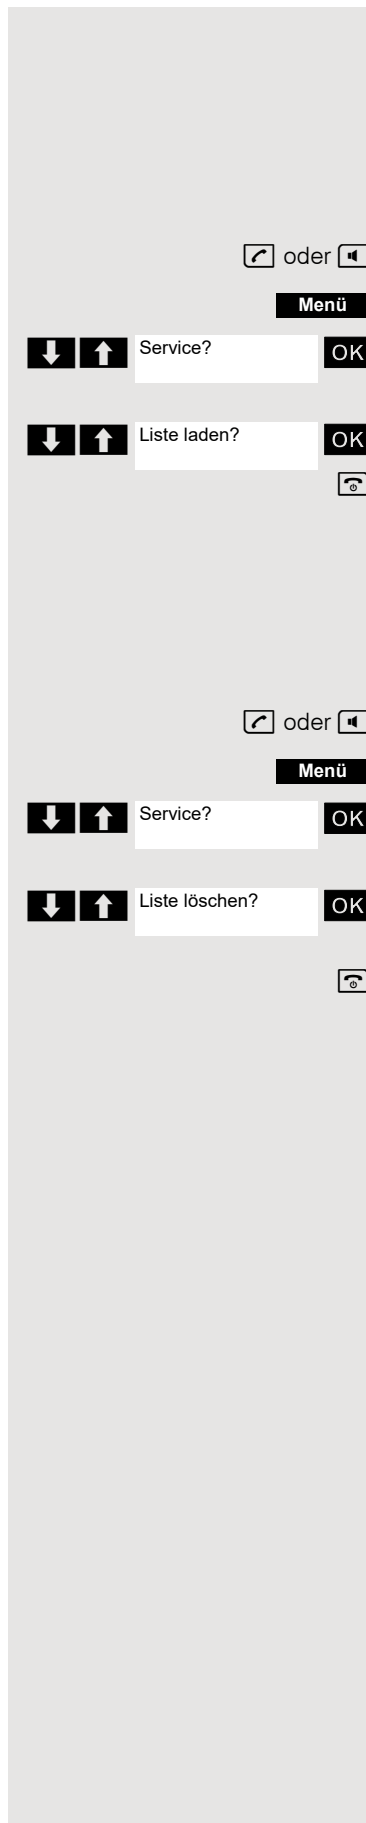 oder
Menü
Service? OK
Liste laden? OK
oder
Menü
Service? OK
Liste löschen? OK